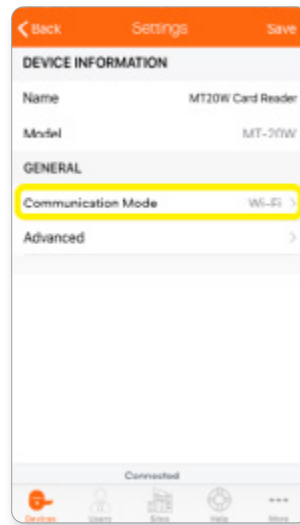 Back Settings Save
DEVICE INFORMATION
Name MT20W Card Reader
Model MT-20W
GENERAL
Communication Mode Wi-Fi
Advanced
Connected
Devices Users Sites Help More